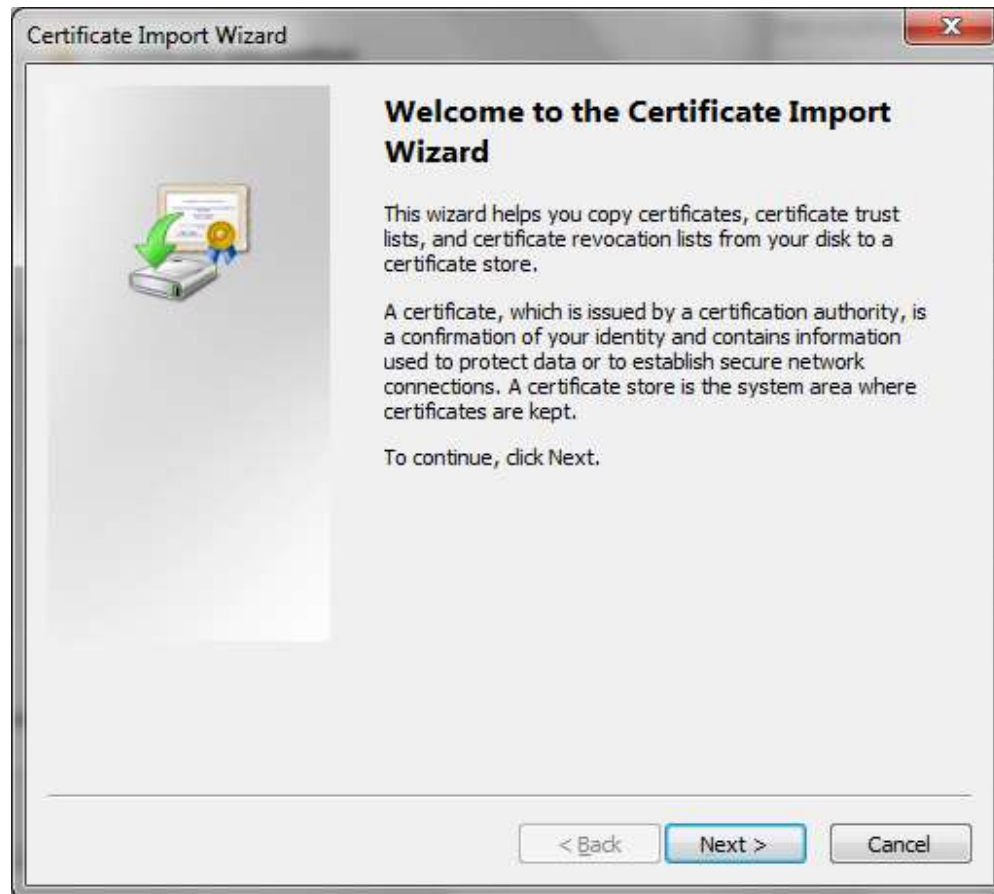 Certificate Import Wizard
Welcome to the Certificate Import
Wizard
This wizard helps you copy certificates, certificate trust
lists, and certificate revocation lists from your disk to a
certificate store.
A certificate, which is issued by a certification authority, is
a confirmation of your identity and contains information
used to protect data or to establish secure network
connections. A certificate store is the system area where
certificates are kept.
To continue, click Next.
< Back Next > Cancel